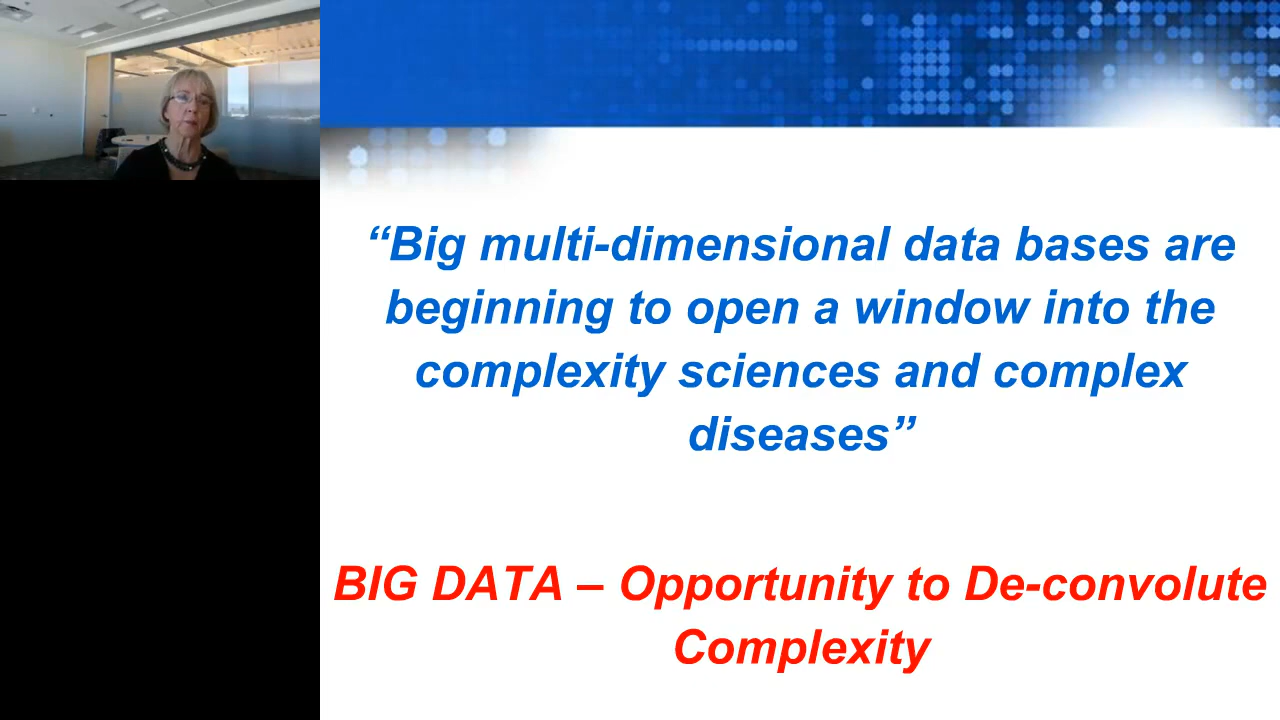 “Big multi-dimensional data bases are
beginning to open a window into the
complexity sciences and complex
diseases”
BIG DATA – Opportunity to De-convolute
Complexity